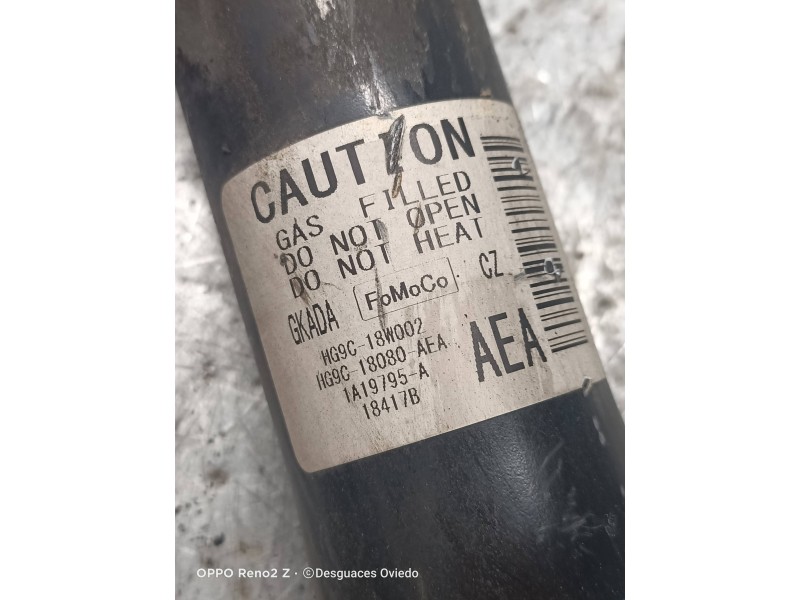 CAUTION
GAS FILLED
DO NOT OPEN
DO NOT HEAT
GKADA FoMoCo CZ
HG9C-18W002
HG9C-18080-AEA
1A19795-A
18417B
AEA
OPPO Reno2 Z • ©Desguaces Oviedo